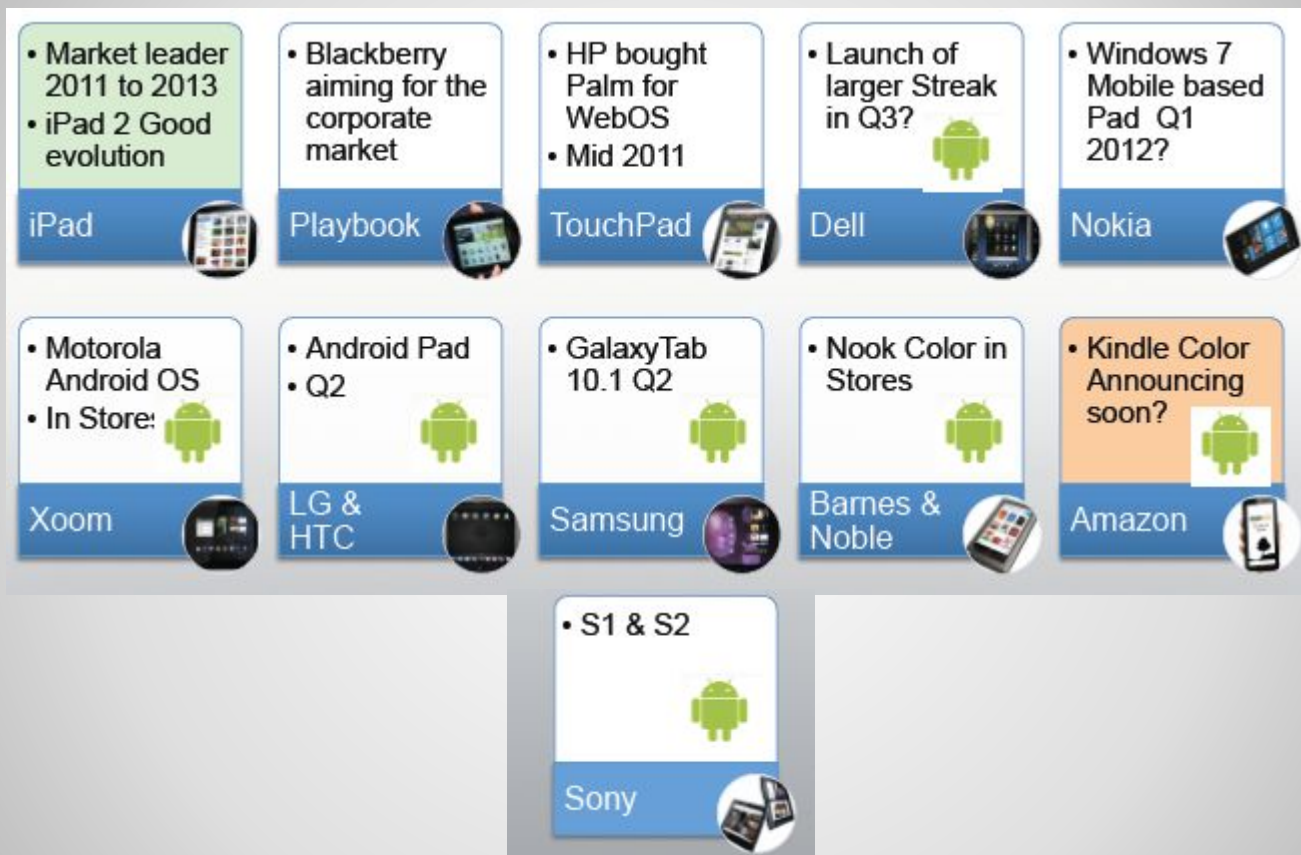 • Market leader
2011 to 2013
• iPad 2 Good
evolution
iPad
• Blackberry
aiming for the
corporate
market
Playbook
• HP bought
Palm for
WebOS
• Mid 2011
TouchPad
• Launch of
larger Streak
in Q3?
Dell
• Windows 7
Mobile based
Pad Q1
2012?
Nokia
• Motorola
Android OS
• In Stores
Xoom
• Android Pad
• Q2
LG &
HTC
• GalaxyTab
10.1 Q2
Samsung
• Nook Color in
Stores
Barnes &
Noble
• Kindle Color
Announcing
soon?
Amazon
• S1 & S2
Sony